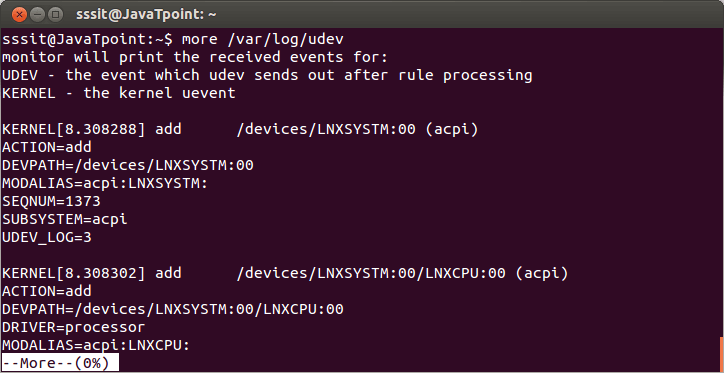 sssit@JavaTpoint: ~
sssit@JavaTpoint:~$ more /var/log/udev
monitor will print the received events for:
UDEV - the event which udev sends out after rule processing
KERNEL - the kernel uevent
KERNEL[8.308288] add      /devices/LNXSYSTM:00 (acpi)
ACTION=add
DEVPATH=/devices/LNXSYSTM:00
MODALIAS=acpi:LNXSYSTM:
SEQNUM=1373
SUBSYSTEM=acpi
UDEV_LOG=3
KERNEL[8.308302] add      /devices/LNXSYSTM:00/LNXCPU:00 (acpi)
ACTION=add
DEVPATH=/devices/LNXSYSTM:00/LNXCPU:00
DRIVER=processor
MODALIAS=acpi:LNXCPU:
--More--(0%)